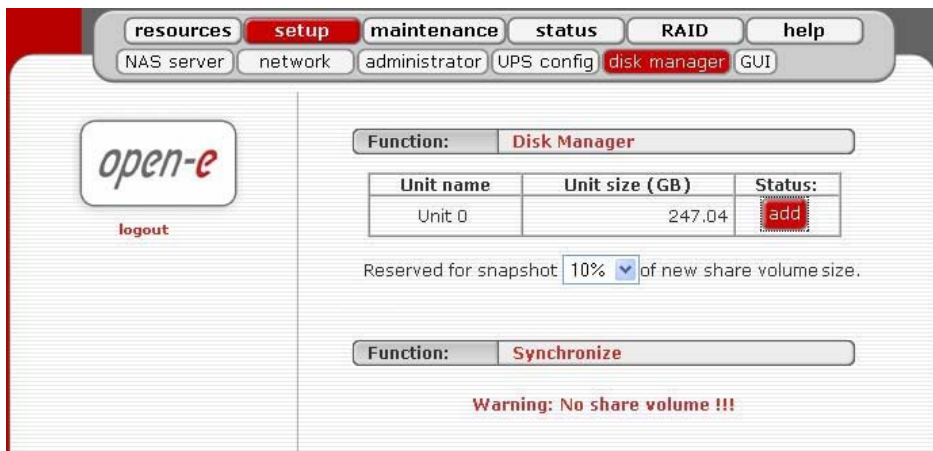 resources setup maintenance status RAID help
NAS server network administrator UPS config disk manager GUI
open-e
logout
Function: Disk Manager
Unit name Unit size (GB) Status:
Unit 0 247.04 add
Reserved for snapshot 10% of new share volume size.
Function: Synchronize
Warning: No share volume !!!